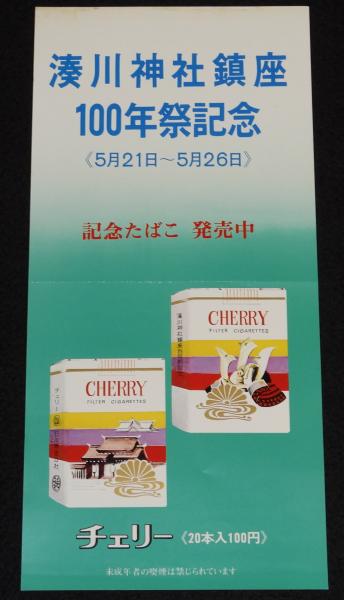 湊川神社鎮座
100年祭記念
《5月21日～5月26日》
記念たばこ 発売中
CHERRY
FILTER CIGARETTES
CHERRY
FILTER CIGARETTES
チェリー
チェリー《20本入100円》
未成年者の喫煙は禁じられています